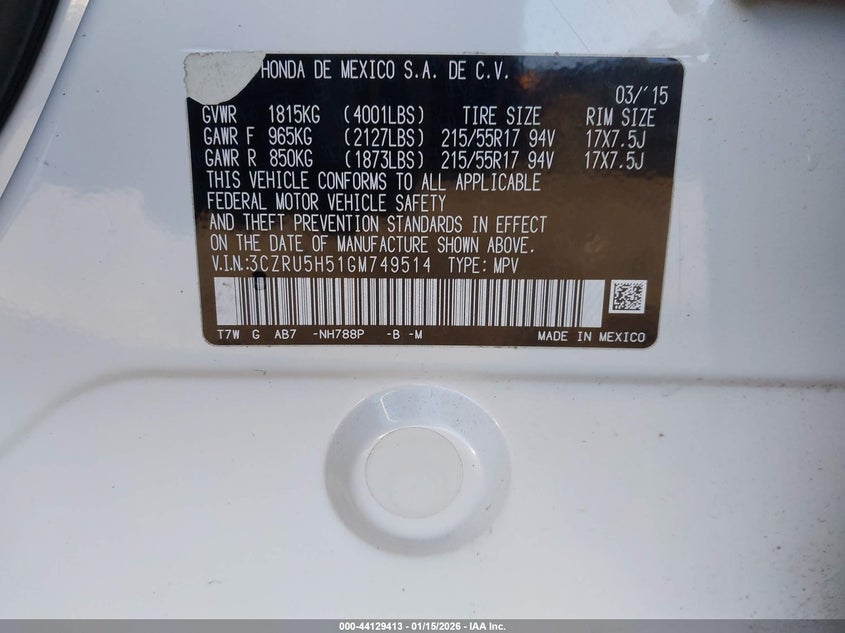 HONDA DE MEXICO S.A. DE C.V.
03/'15
GVWR 1815KG (4001LBS) TIRE SIZE RIM SIZE
GAWR F 965KG (2127LBS) 215/55R17 94V 17X7.5J
GAWR R 850KG (1873LBS) 215/55R17 94V 17X7.5J
THIS VEHICLE CONFORMS TO ALL APPLICABLE
FEDERAL MOTOR VEHICLE SAFETY
AND THEFT PREVENTION STANDARDS IN EFFECT
ON THE DATE OF MANUFACTURE SHOWN ABOVE.
V.I.N.:3CZRU5H51GM749514 TYPE: MPV
T7W G AB7 -NH788P -B -M MADE IN MEXICO
000-44129413 - 01/15/2026 - IAA Inc.